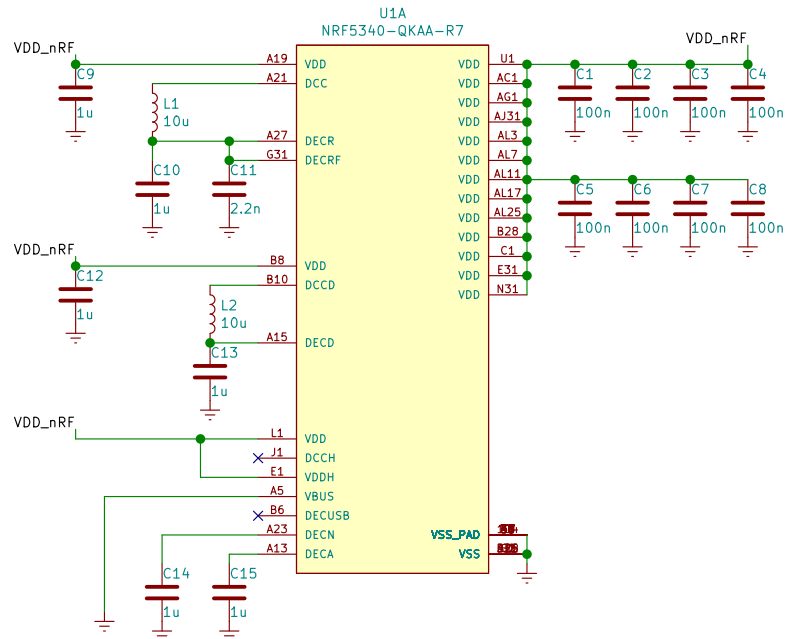 U1A
NRF5340-QKAA-R7
VDD_nRF
C9
1u
A19
VDD
A21
DCC
L1
10u
A27
DECR
G31
DECRF
C10
1u
C11
2.2n
VDD_nRF
C12
1u
B8
VDD
B10
DCCD
L2
10u
A15
DECD
C13
1u
VDD_nRF
L1
VDD
J1
DCCH
E1
VDDH
A5
VBUS
B6
DECUSB
A23
DECN
A13
DECA
C14
1u
C15
1u
VDD
U1
VDD
AC1
VDD
AG1
VDD
AJ31
VDD
AL3
VDD
AL7
VDD
AL11
VDD
AL17
VDD
AL25
VDD
B28
VDD
C1
VDD
E31
VDD
N31
VDD_nRF
C1
100n
C2
100n
C3
100n
C4
100n
C5
100n
C6
100n
C7
100n
C8
100n
VSS_PAD
VSS